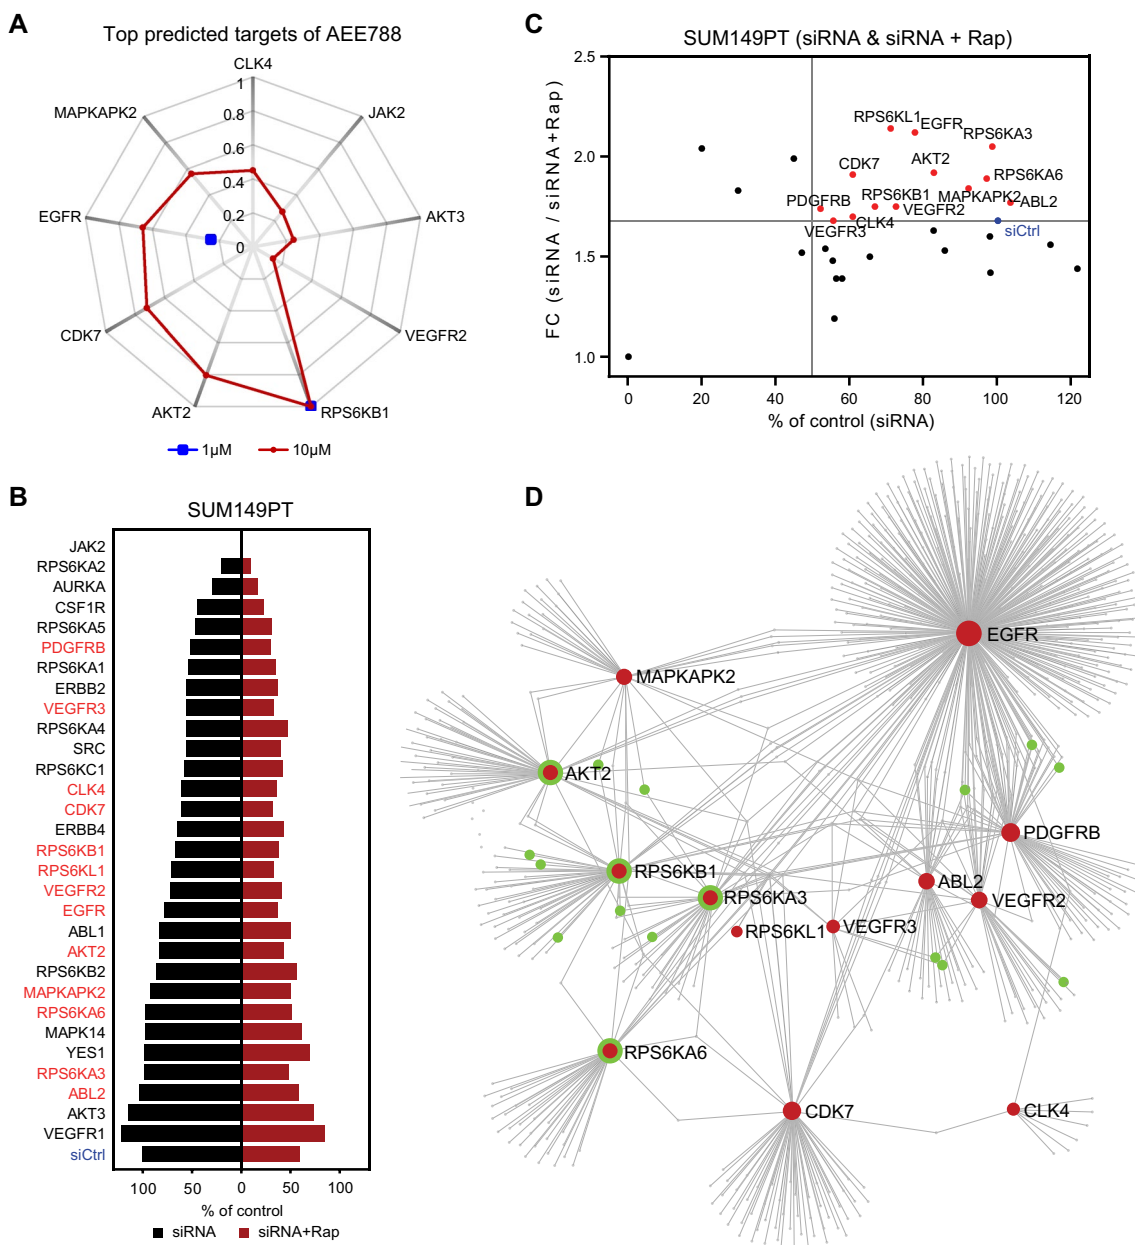 A
Top predicted targets of AEE788
CLK4
1
MAPKAPK2
JAK2
0.8
0.6
0.4
EGFR
AKT3
0.2
0
CDK7
VEGFR2
AKT2
RPS6KB1
1µM
10µM
B
SUM149PT
JAK2
RPS6KA2
AURKA
CSF1R
RPS6KA5
PDGFRB
RPS6KA1
ERBB2
VEGFR3
RPS6KA4
SRC
RPS6KC1
CLK4
CDK7
ERBB4
RPS6KB1
RPS6KL1
VEGFR2
EGFR
ABL1
AKT2
RPS6KB2
MAPKAPK2
RPS6KA6
MAPK14
YES1
RPS6KA3
ABL2
AKT3
VEGFR1
siCtrl
100 50 0 50 100
% of control
siRNA siRNA+Rap
C
SUM149PT (siRNA & siRNA + Rap)
FC (siRNA / siRNA+Rap)
2.5
2.0
1.5
1.0
RPS6KL1
EGFR
RPS6KA3
CDK7
AKT2
RPS6KA6
PDGFRB
RPS6KB1
MAPKAPK2
ABL2
VEGFR2
VEGFR3
CLK4
siCtrl
0 20 40 60 80 100 120
% of control (siRNA)
D
EGFR
MAPKAPK2
AKT2
PDGFRB
RPS6KB1
ABL2
RPS6KA3
VEGFR2
RPS6KL1
VEGFR3
RPS6KA6
CDK7
CLK4